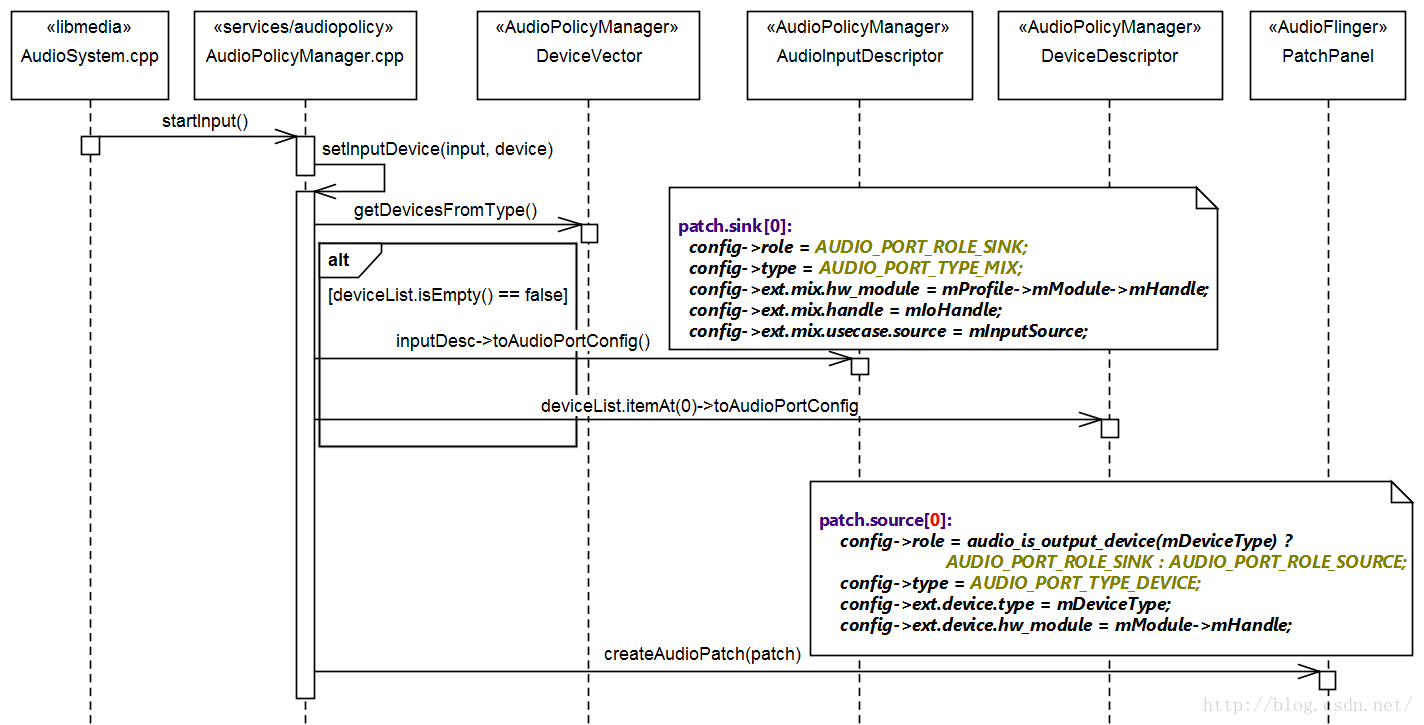 «libmedia»
AudioSystem.cpp
«services/audiopolicy»
AudioPolicyManager.cpp
«AudioPolicyManager»
DeviceVector
«AudioPolicyManager»
AudioInputDescriptor
«AudioPolicyManager»
DeviceDescriptor
«AudioFlinger»
PatchPanel
startInput()
setInputDevice(input, device)
getDevicesFromType()
alt
[deviceList.isEmpty() == false]
patch.sink[0]:
config->role = AUDIO_PORT_ROLE_SINK;
config->type = AUDIO_PORT_TYPE_MIX;
config->ext.mix.hw_module = mProfile->mModule->mHandle;
config->ext.mix.handle = mIoHandle;
config->ext.mix.usecase.source = mInputSource;
inputDesc->toAudioPortConfig()
deviceList.itemAt(0)->toAudioPortConfig
patch.source[0]:
config->role = audio_is_output_device(mDeviceType) ?
AUDIO_PORT_ROLE_SINK : AUDIO_PORT_ROLE_SOURCE;
config->type = AUDIO_PORT_TYPE_DEVICE;
config->ext.device.type = mDeviceType;
config->ext.device.hw_module = mModule->mHandle;
createAudioPatch(patch)
http://blog.csdn.net/